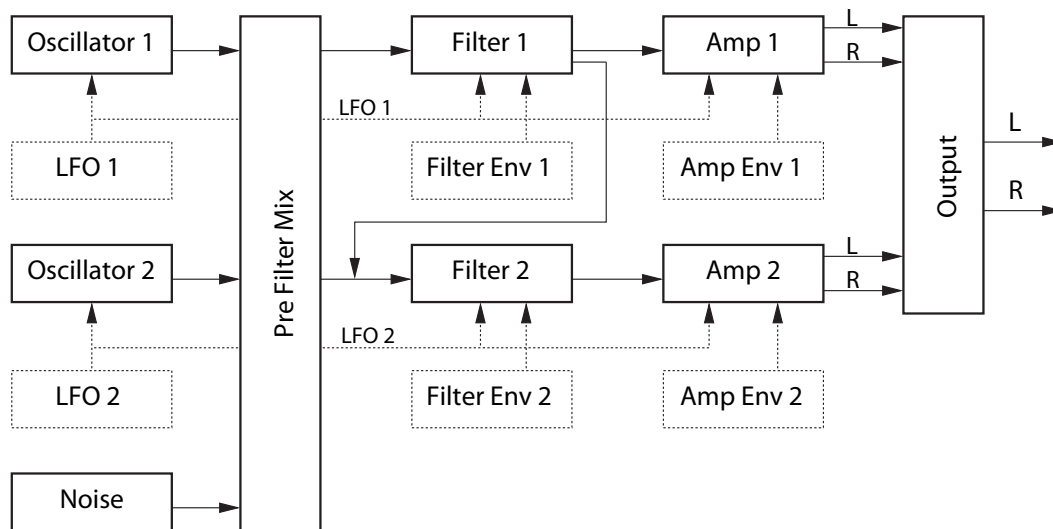 Oscillator 1
Filter 1
Amp 1
L
R
LFO 1
LFO 1
Filter Env 1
Amp Env 1
Pre Filter Mix
Output
L
R
Oscillator 2
Filter 2
Amp 2
L
R
LFO 2
LFO 2
Filter Env 2
Amp Env 2
Noise